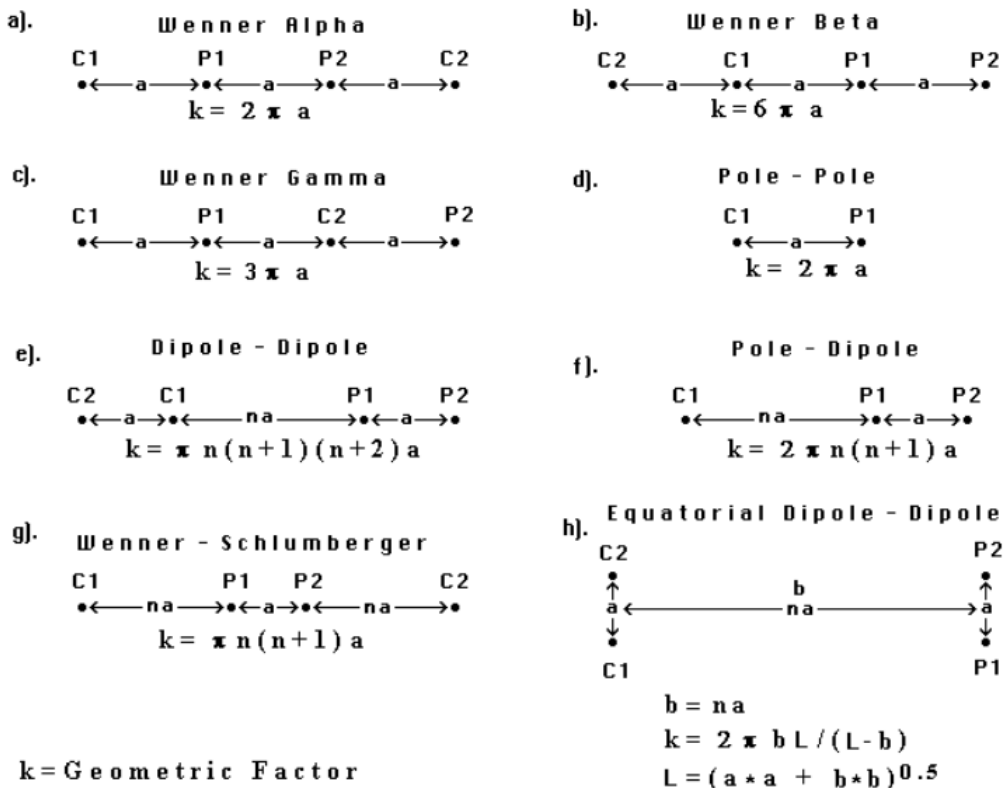 a). Wenner Alpha
C1 P1 P2 C2
a a a
k = 2 π a
b). Wenner Beta
C2 C1 P1 P2
a a a
k = 6 π a
c). Wenner Gamma
C1 P1 C2 P2
a a a
k = 3 π a
d). Pole - Pole
C1 P1
a
k = 2 π a
e). Dipole - Dipole
C2 C1 P1 P2
a na a
k = π n(n+1)(n+2)a
f). Pole - Dipole
C1 P1 P2
na a
k = 2 π n(n+1)a
g). Wenner - Schlumberger
C1 P1 P2 C2
na a na
k = π n(n+1)a
h). Equatorial Dipole - Dipole
C2 P2
b
a na a
C1 P1
b = na
k = 2 π bL/(L-b)
L = (a*a + b*b)^0.5
k = Geometric Factor